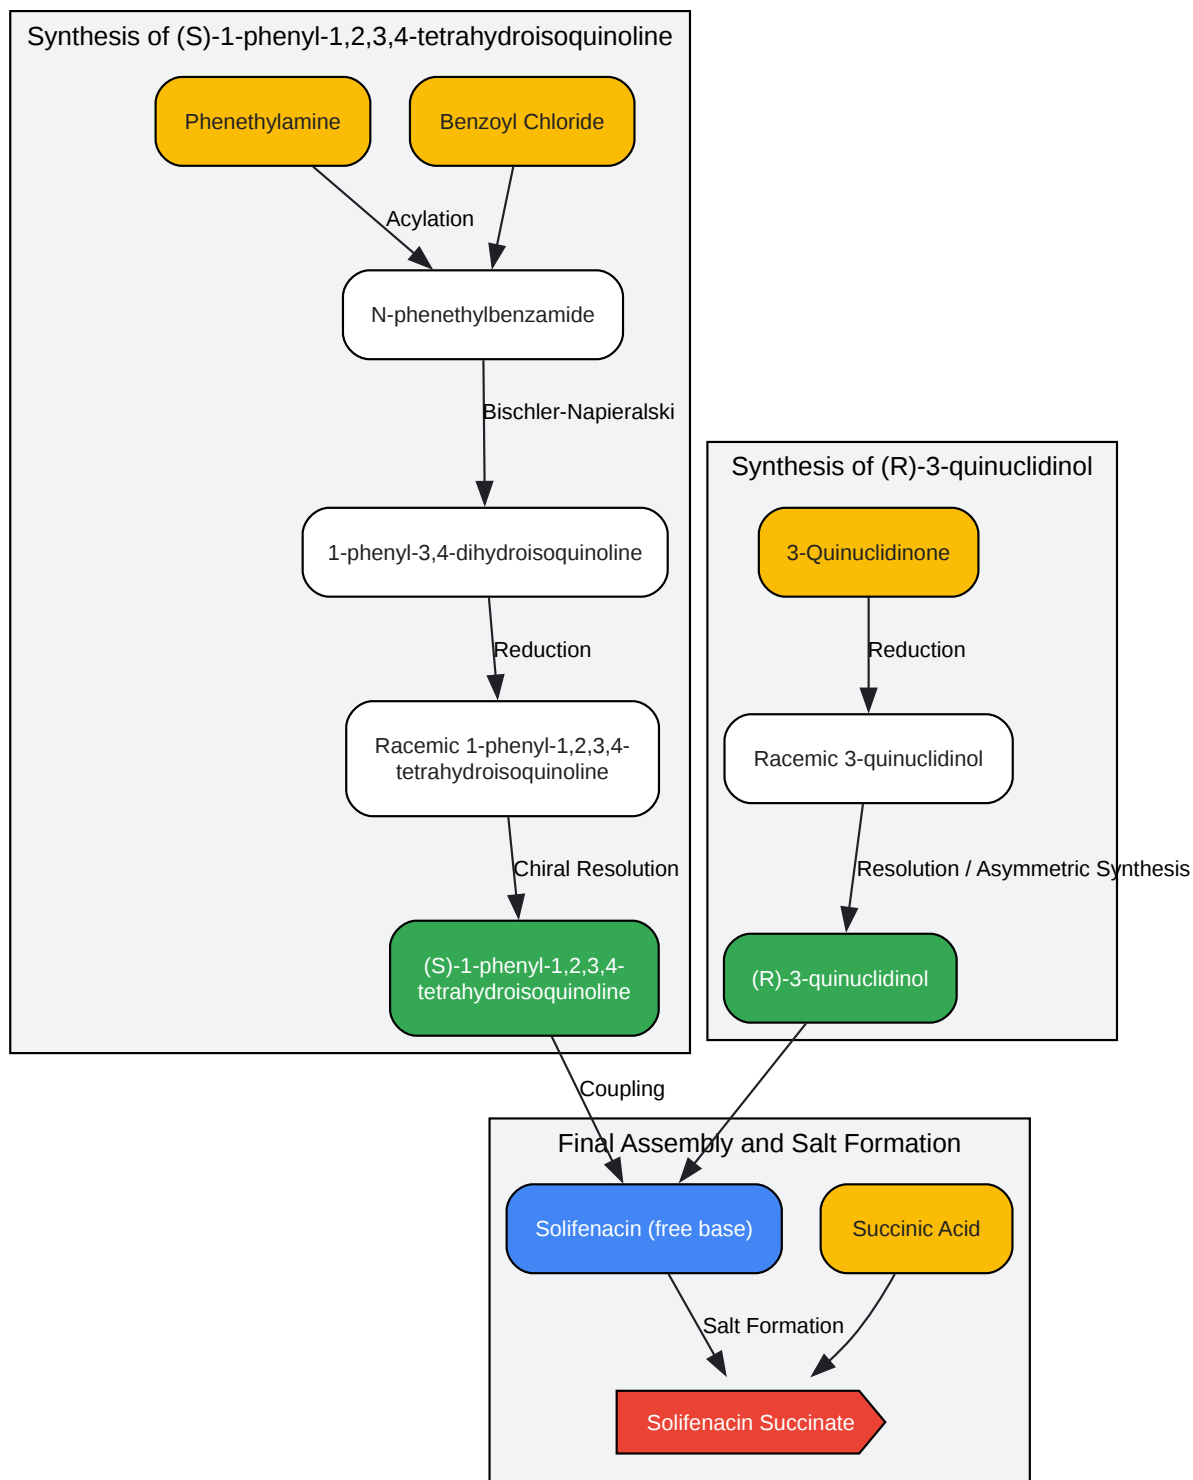 Synthesis of (S)-1-phenyl-1,2,3,4-tetrahydroisoquinoline
Phenethylamine
Benzoyl Chloride
Acylation
N-phenethylbenzamide
Bischler-Napieralski
1-phenyl-3,4-dihydroisoquinoline
Reduction
Racemic 1-phenyl-1,2,3,4-
tetrahydroisoquinoline
Chiral Resolution
(S)-1-phenyl-1,2,3,4-
tetrahydroisoquinoline
Synthesis of (R)-3-quinuclidinol
3-Quinuclidinone
Reduction
Racemic 3-quinuclidinol
Resolution / Asymmetric Synthesis
(R)-3-quinuclidinol
Coupling
Final Assembly and Salt Formation
Solifenacin (free base)
Succinic Acid
Salt Formation
Solifenacin Succinate